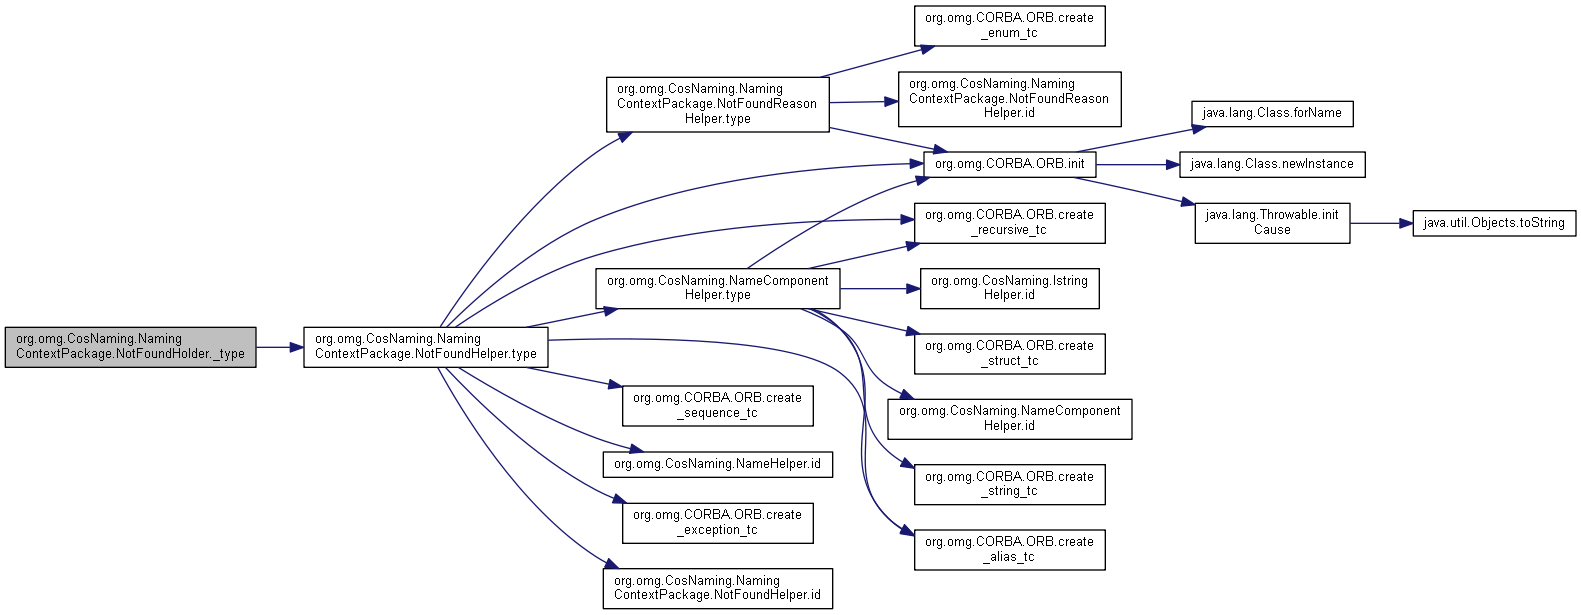 org.omg.CORBA.ORB.create
_enum_tc
org.omg.CosNaming.Naming
ContextPackage.NotFoundReason
Helper.type
org.omg.CosNaming.Naming
ContextPackage.NotFoundReason
Helper.id
java.lang.Class.forName
org.omg.CORBA.ORB.init
java.lang.Class.newInstance
org.omg.CORBA.ORB.create
_recursive_tc
java.lang.Throwable.init
Cause
java.util.Objects.toString
org.omg.CosNaming.NameComponent
Helper.type
org.omg.CosNaming.Istring
Helper.id
org.omg.CosNaming.Naming
ContextPackage.NotFoundHolder._type
org.omg.CosNaming.Naming
ContextPackage.NotFoundHelper.type
org.omg.CORBA.ORB.create
_struct_tc
org.omg.CORBA.ORB.create
_sequence_tc
org.omg.CosNaming.NameComponent
Helper.id
org.omg.CosNaming.NameHelper.id
org.omg.CORBA.ORB.create
_string_tc
org.omg.CORBA.ORB.create
_exception_tc
org.omg.CORBA.ORB.create
_alias_tc
org.omg.CosNaming.Naming
ContextPackage.NotFoundHelper.id